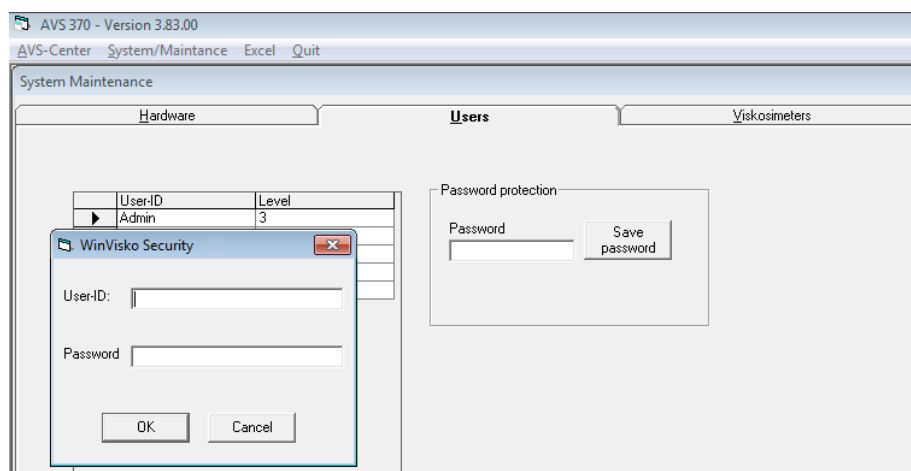 AVS 370 - Version 3.83.00
AVS-Center System/Maintance Excel Quit
System Maintenance
Hardware Users Viskosimeters
User-ID Level
Admin 3
Password protection
Password
Save
password
WinVisko Security
User-ID:
Password
OK Cancel